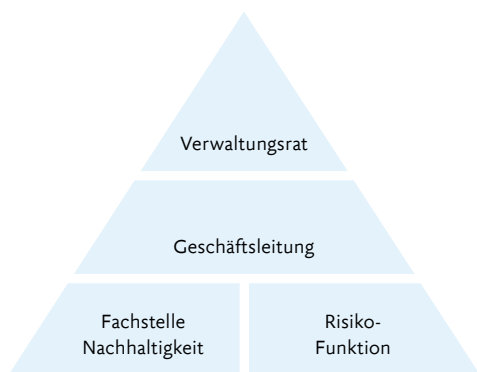 Verwaltungsrat
Geschäftsleitung
Fachstelle
Nachhaltigkeit
Risiko-
Funktion